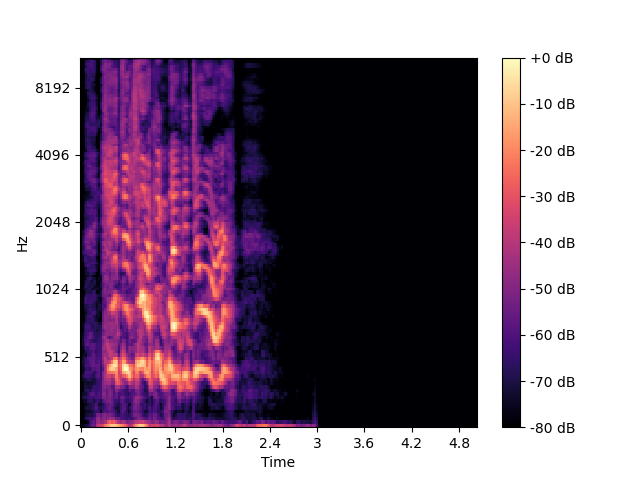 +0 dB
8192
-10 dB
4096
-20 dB
-30 dB
2048
-40 dB
Hz
1024
-50 dB
-60 dB
512
-70 dB
0
-80 dB
0 0.6 1.2 1.8 2.4 3 3.6 4.2 4.8
Time